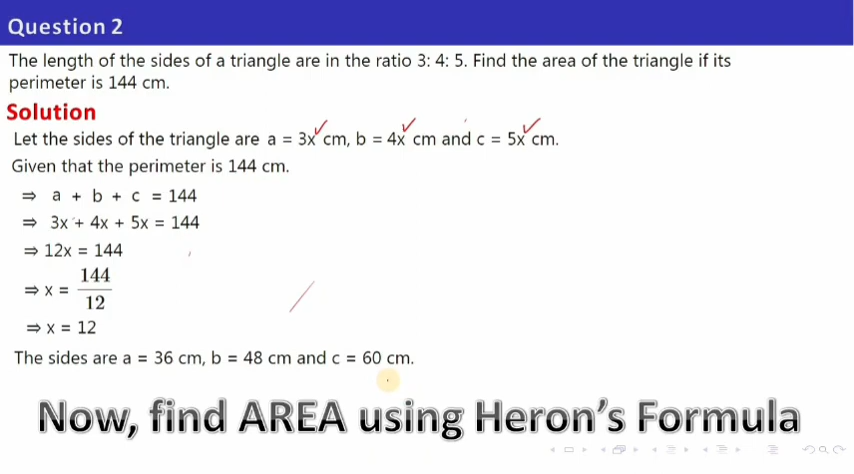 Question 2
The length of the sides of a triangle are in the ratio 3: 4: 5. Find the area of the triangle if its
perimeter is 144 cm.
Solution
Let the sides of the triangle are a = 3x cm, b = 4x cm and c = 5x cm.
Given that the perimeter is 144 cm.
⇒ a + b + c = 144
⇒ 3x + 4x + 5x = 144
⇒ 12x = 144
⇒ x = 144/12
⇒ x = 12
The sides are a = 36 cm, b = 48 cm and c = 60 cm.
Now, find AREA using Heron's Formula